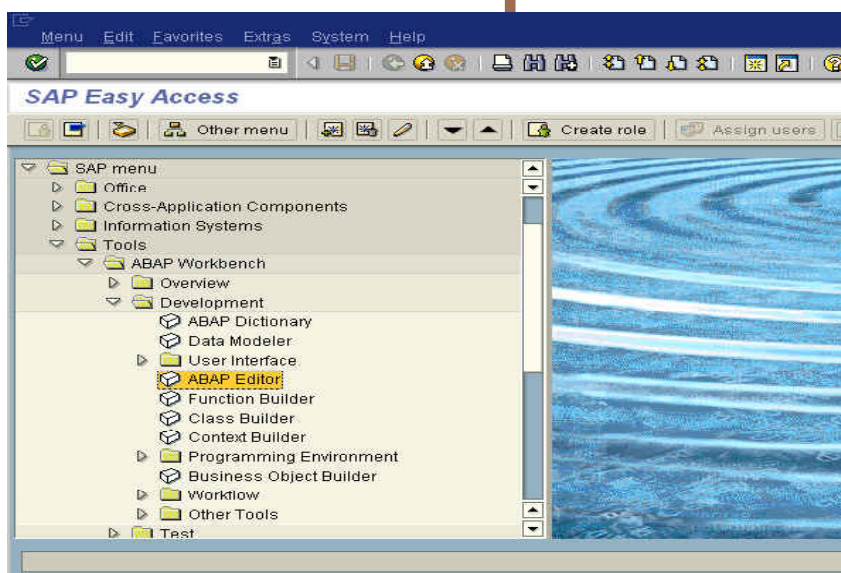 Menu Edit Favorites Extras System Help
SAP Easy Access
Other menu Create role Assign users
SAP menu
Office
Cross-Application Components
Information Systems
Tools
ABAP Workbench
Overview
Development
ABAP Dictionary
Data Modeler
User Interface
ABAP Editor
Function Builder
Class Builder
Context Builder
Programming Environment
Business Object Builder
Workflow
Other Tools
Test